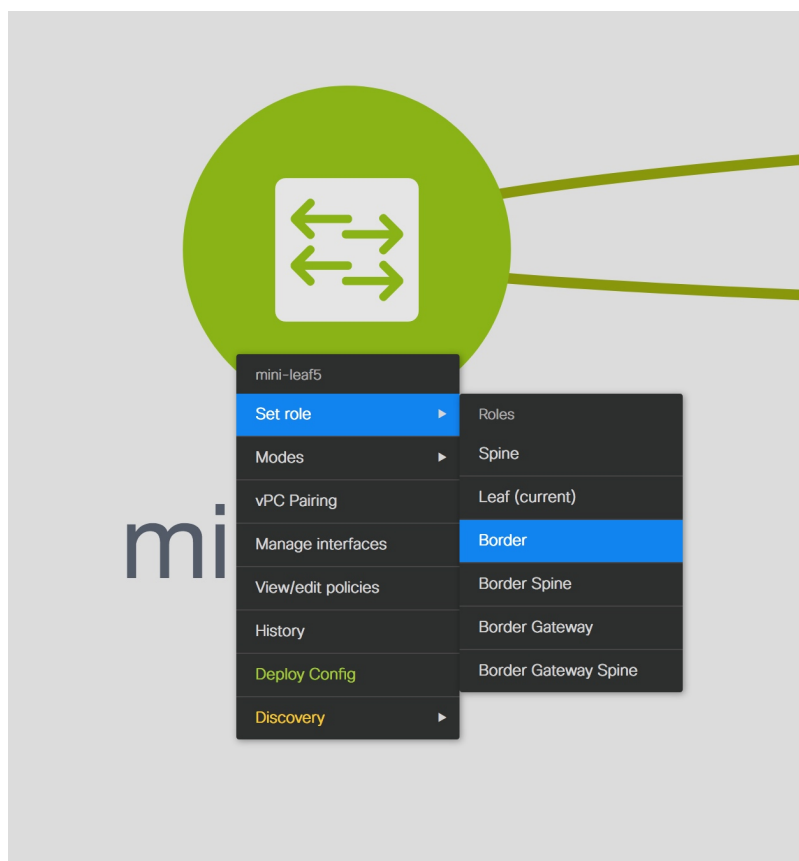 mini-leaf5
Set role
Modes
vPC Pairing
Manage interfaces
View/edit policies
History
Deploy Config
Discovery
Roles
Spine
Leaf (current)
Border
Border Spine
Border Gateway
Border Gateway Spine
mi